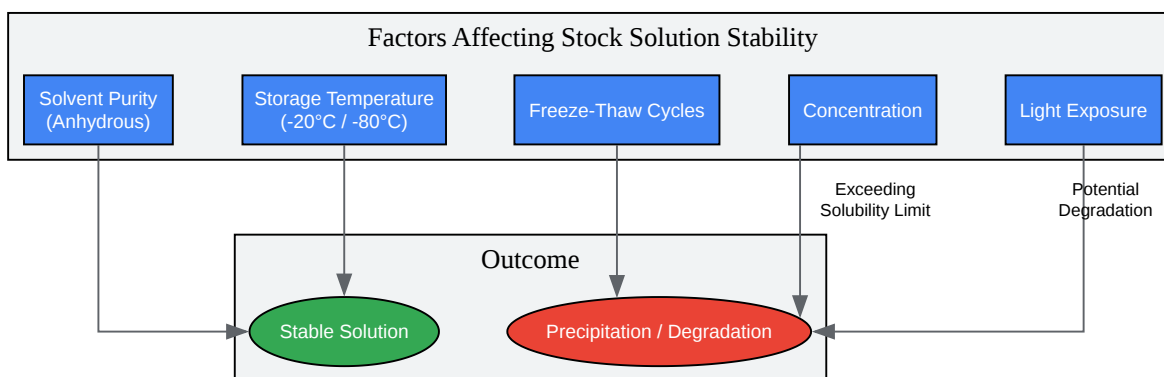 Factors Affecting Stock Solution Stability
Solvent Purity
(Anhydrous)
Storage Temperature
(-20°C / -80°C)
Freeze-Thaw Cycles
Concentration
Light Exposure
Exceeding
Solubility Limit
Potential
Degradation
Outcome
Stable Solution
Precipitation / Degradation